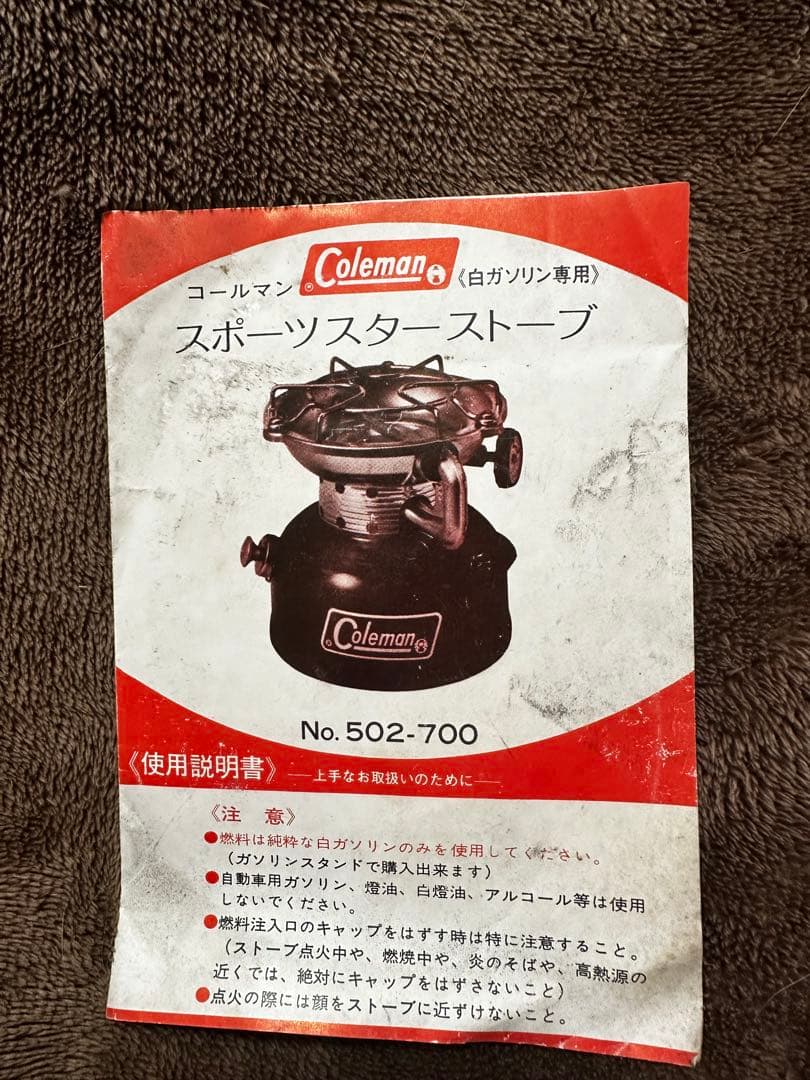 コールマン Coleman 《白ガソリン専用》
スポーツスターストーブ
Coleman
No. 502-700
《使用説明書》 ―上手なお取扱いのために―
《注 意》
●燃料は純粋な白ガソリンのみを使用してください。
(ガソリンスタンドで購入出来ます)
●自動車用ガソリン、燈油、白燈油、アルコール等は使用
しないでください。
●燃料注入口のキャップをはずす時は特に注意すること。
(ストーブ点火中や、燃焼中や、炎のそばや、高熱源の
近くでは、絶対にキャップをはずさないこと)
●点火の際には顔をストーブに近ずけないこと。